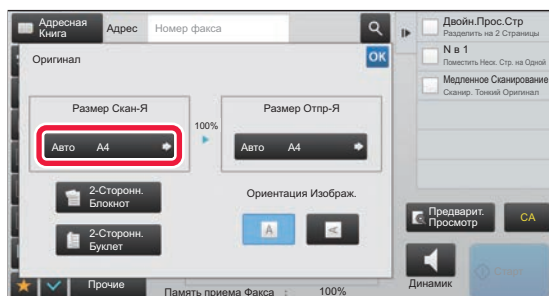 Адресная
Книга
Адрес
Номер факса
Оригинал
OK
Размер Скан-Я
100%
Размер Отпр-Я
Авто A4
Авто A4
2-Сторонн.
Блокнот
2-Сторонн.
Буклет
Ориентация Изображ.
A
A
Прочие
Память приема Факса : 100%
Двойн.Прос.Стр
Разделить на 2 Страницы
N в 1
Поместить Неск. Стр. на Одной
Медленное Сканирование
Сканир. Тонкий Оригинал
Предварит.
Просмотр
CA
Динамик
Старт